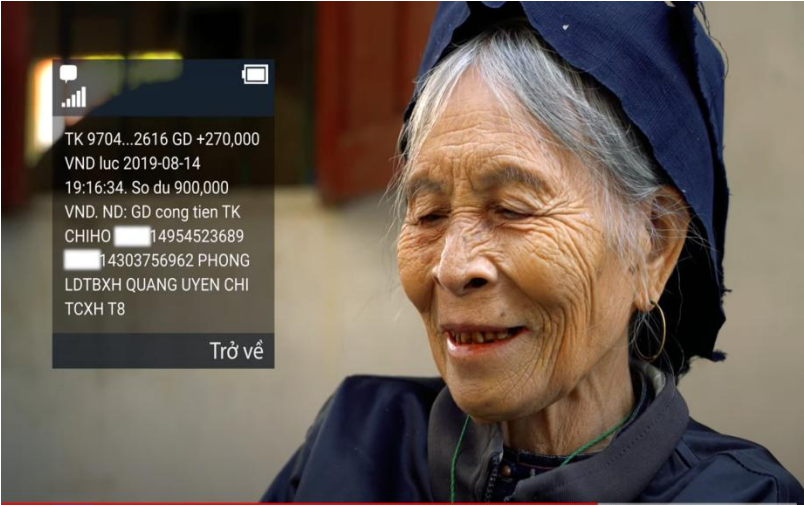 TK 9704...2616 GD +270,000
VND luc 2019-08-14
19:16:34. So du 900,000
VND. ND: GD cong tien TK
CHIHO 14954523689
14303756962 PHONG
LDTBXH QUANG UYEN CHI
TCXH T8
Trở về